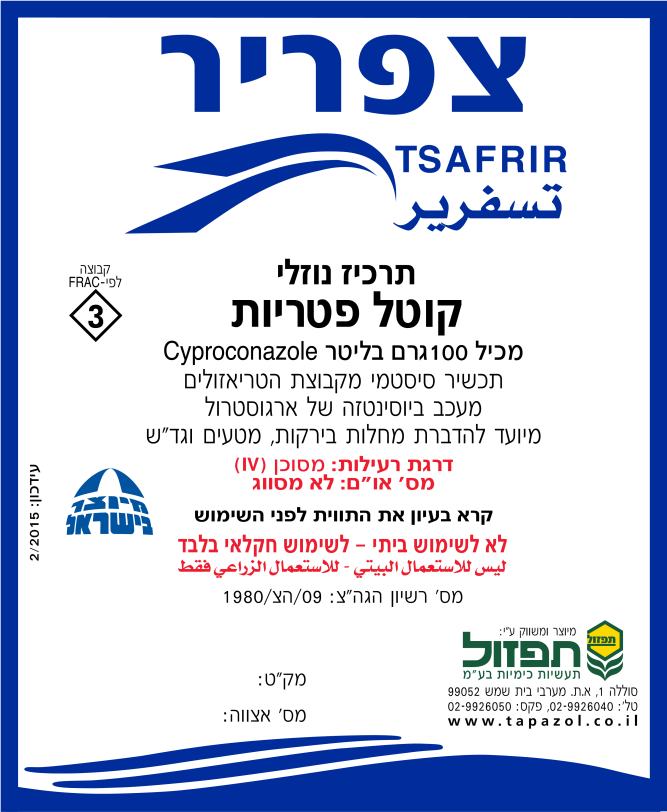 צפריר
TSAFRIR
تسفرير
קבוצה
לפי-FRAC
3
תרכיז נוזלי
קוטל פטריות
מכיל 100גרם בליטר Cyproconazole
תכשיר סיסטמי מקבוצת הטריאזולים
מעכב ביוסינטזה של ארגוסטרול
מיועד להדברת מחלות בירקות, מטעים וגד"ש
דרגת רעילות: מסוכן (IV)
מס' או"ם: לא מסווג
תוצרת
בישראל
עידכון: 2/2015
קרא בעיון את התווית לפני השימוש
לא לשימוש ביתי – לשימוש חקלאי בלבד
ليس للاستعمال البيتي - للاستعمال الزراعي فقط
מס' רשיון הגה"צ: 09/הצ/1980
מיוצר ומשווק ע"י:
תפזול
תפזול
תעשיות כימיות בע"מ
סוללה 1, א.ת. מערבי בית שמש 99052
טל': 02-9926040, פקס: 02-9926050
www.tapazol.co.il
מק"ט:
מס' אצווה: